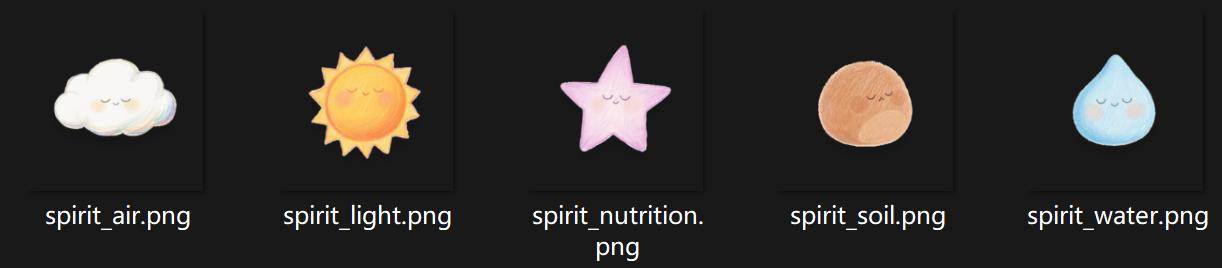 spirit_air.png
spirit_light.png
spirit_nutrition.
png
spirit_soil.png
spirit_water.png